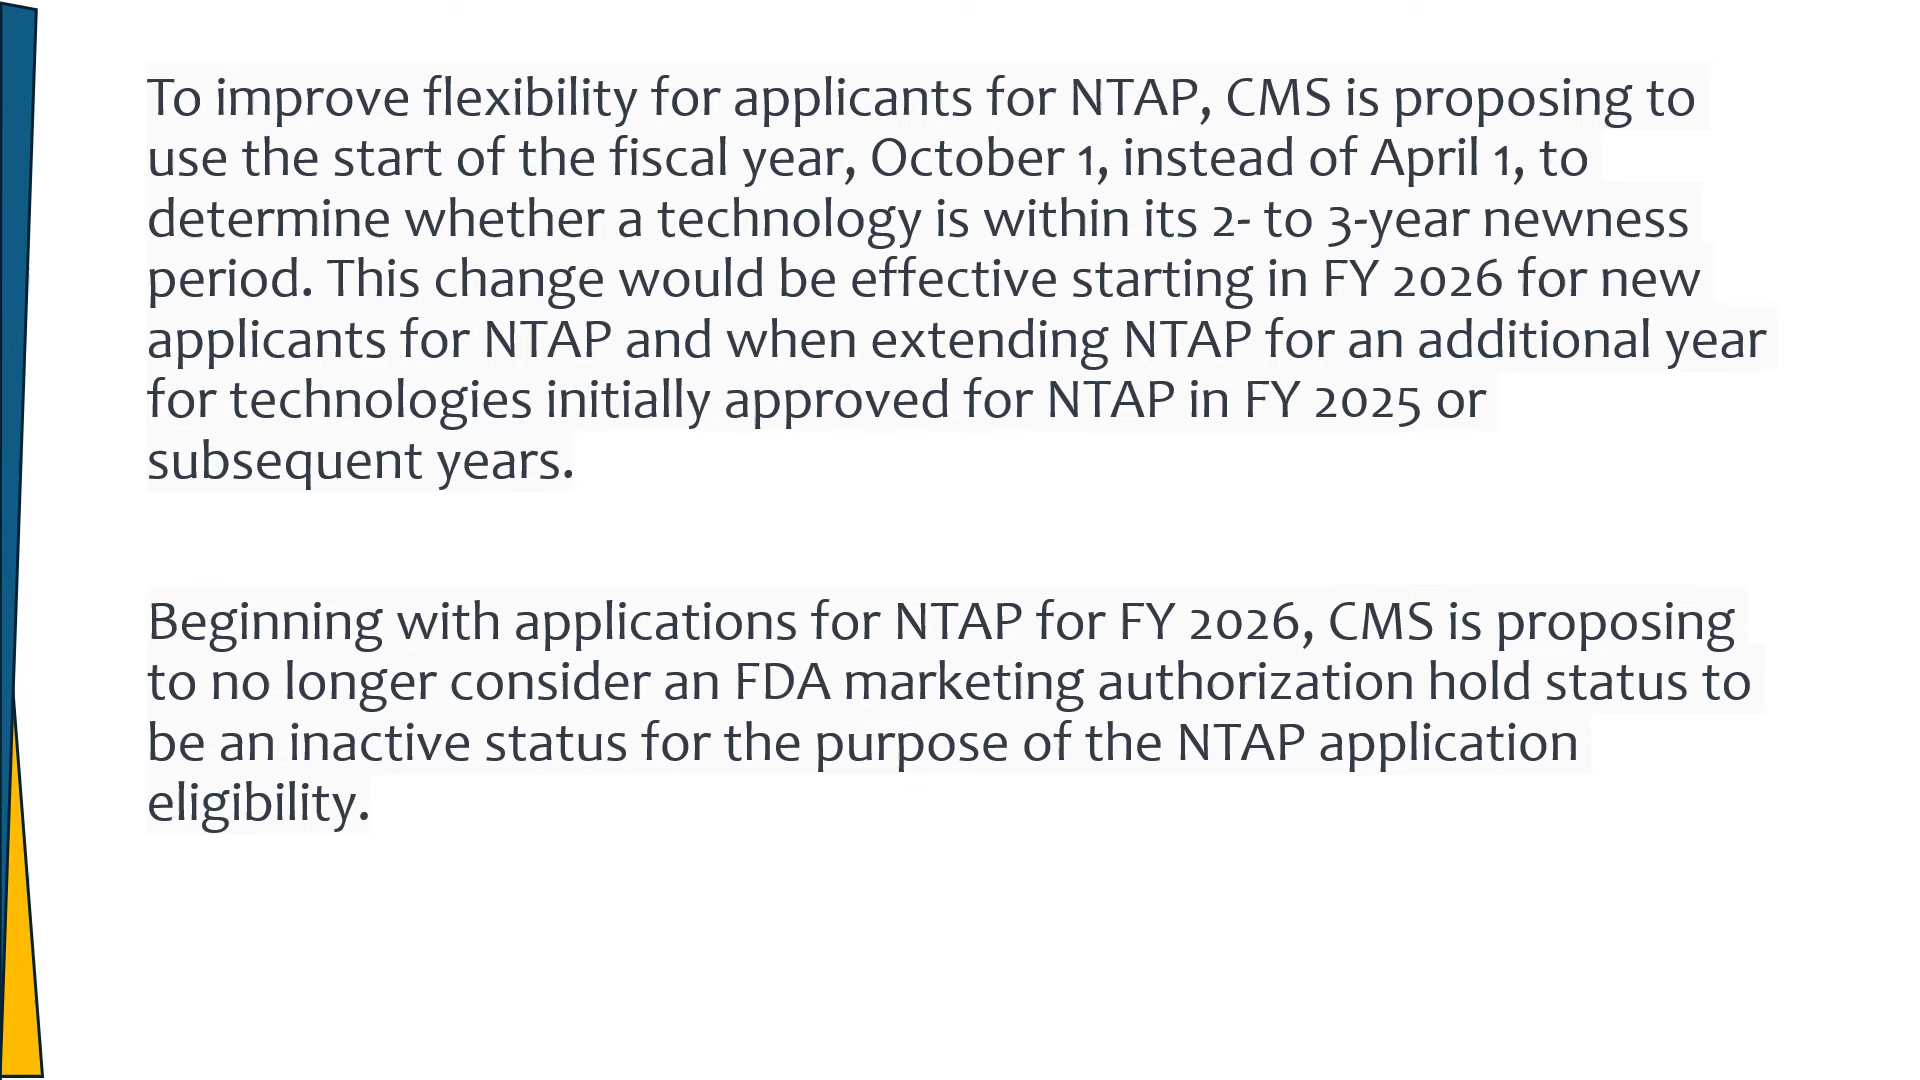 To improve flexibility for applicants for NTAP, CMS is proposing to
use the start of the fiscal year, October 1, instead of April 1, to
determine whether a technology is within its 2- to 3-year newness
period. This change would be effective starting in FY 2026 for new
applicants for NTAP and when extending NTAP for an additional year
for technologies initially approved for NTAP in FY 2025 or
subsequent years.
Beginning with applications for NTAP for FY 2026, CMS is proposing
to no longer consider an FDA marketing authorization hold status to
be an inactive status for the purpose of the NTAP application
eligibility.